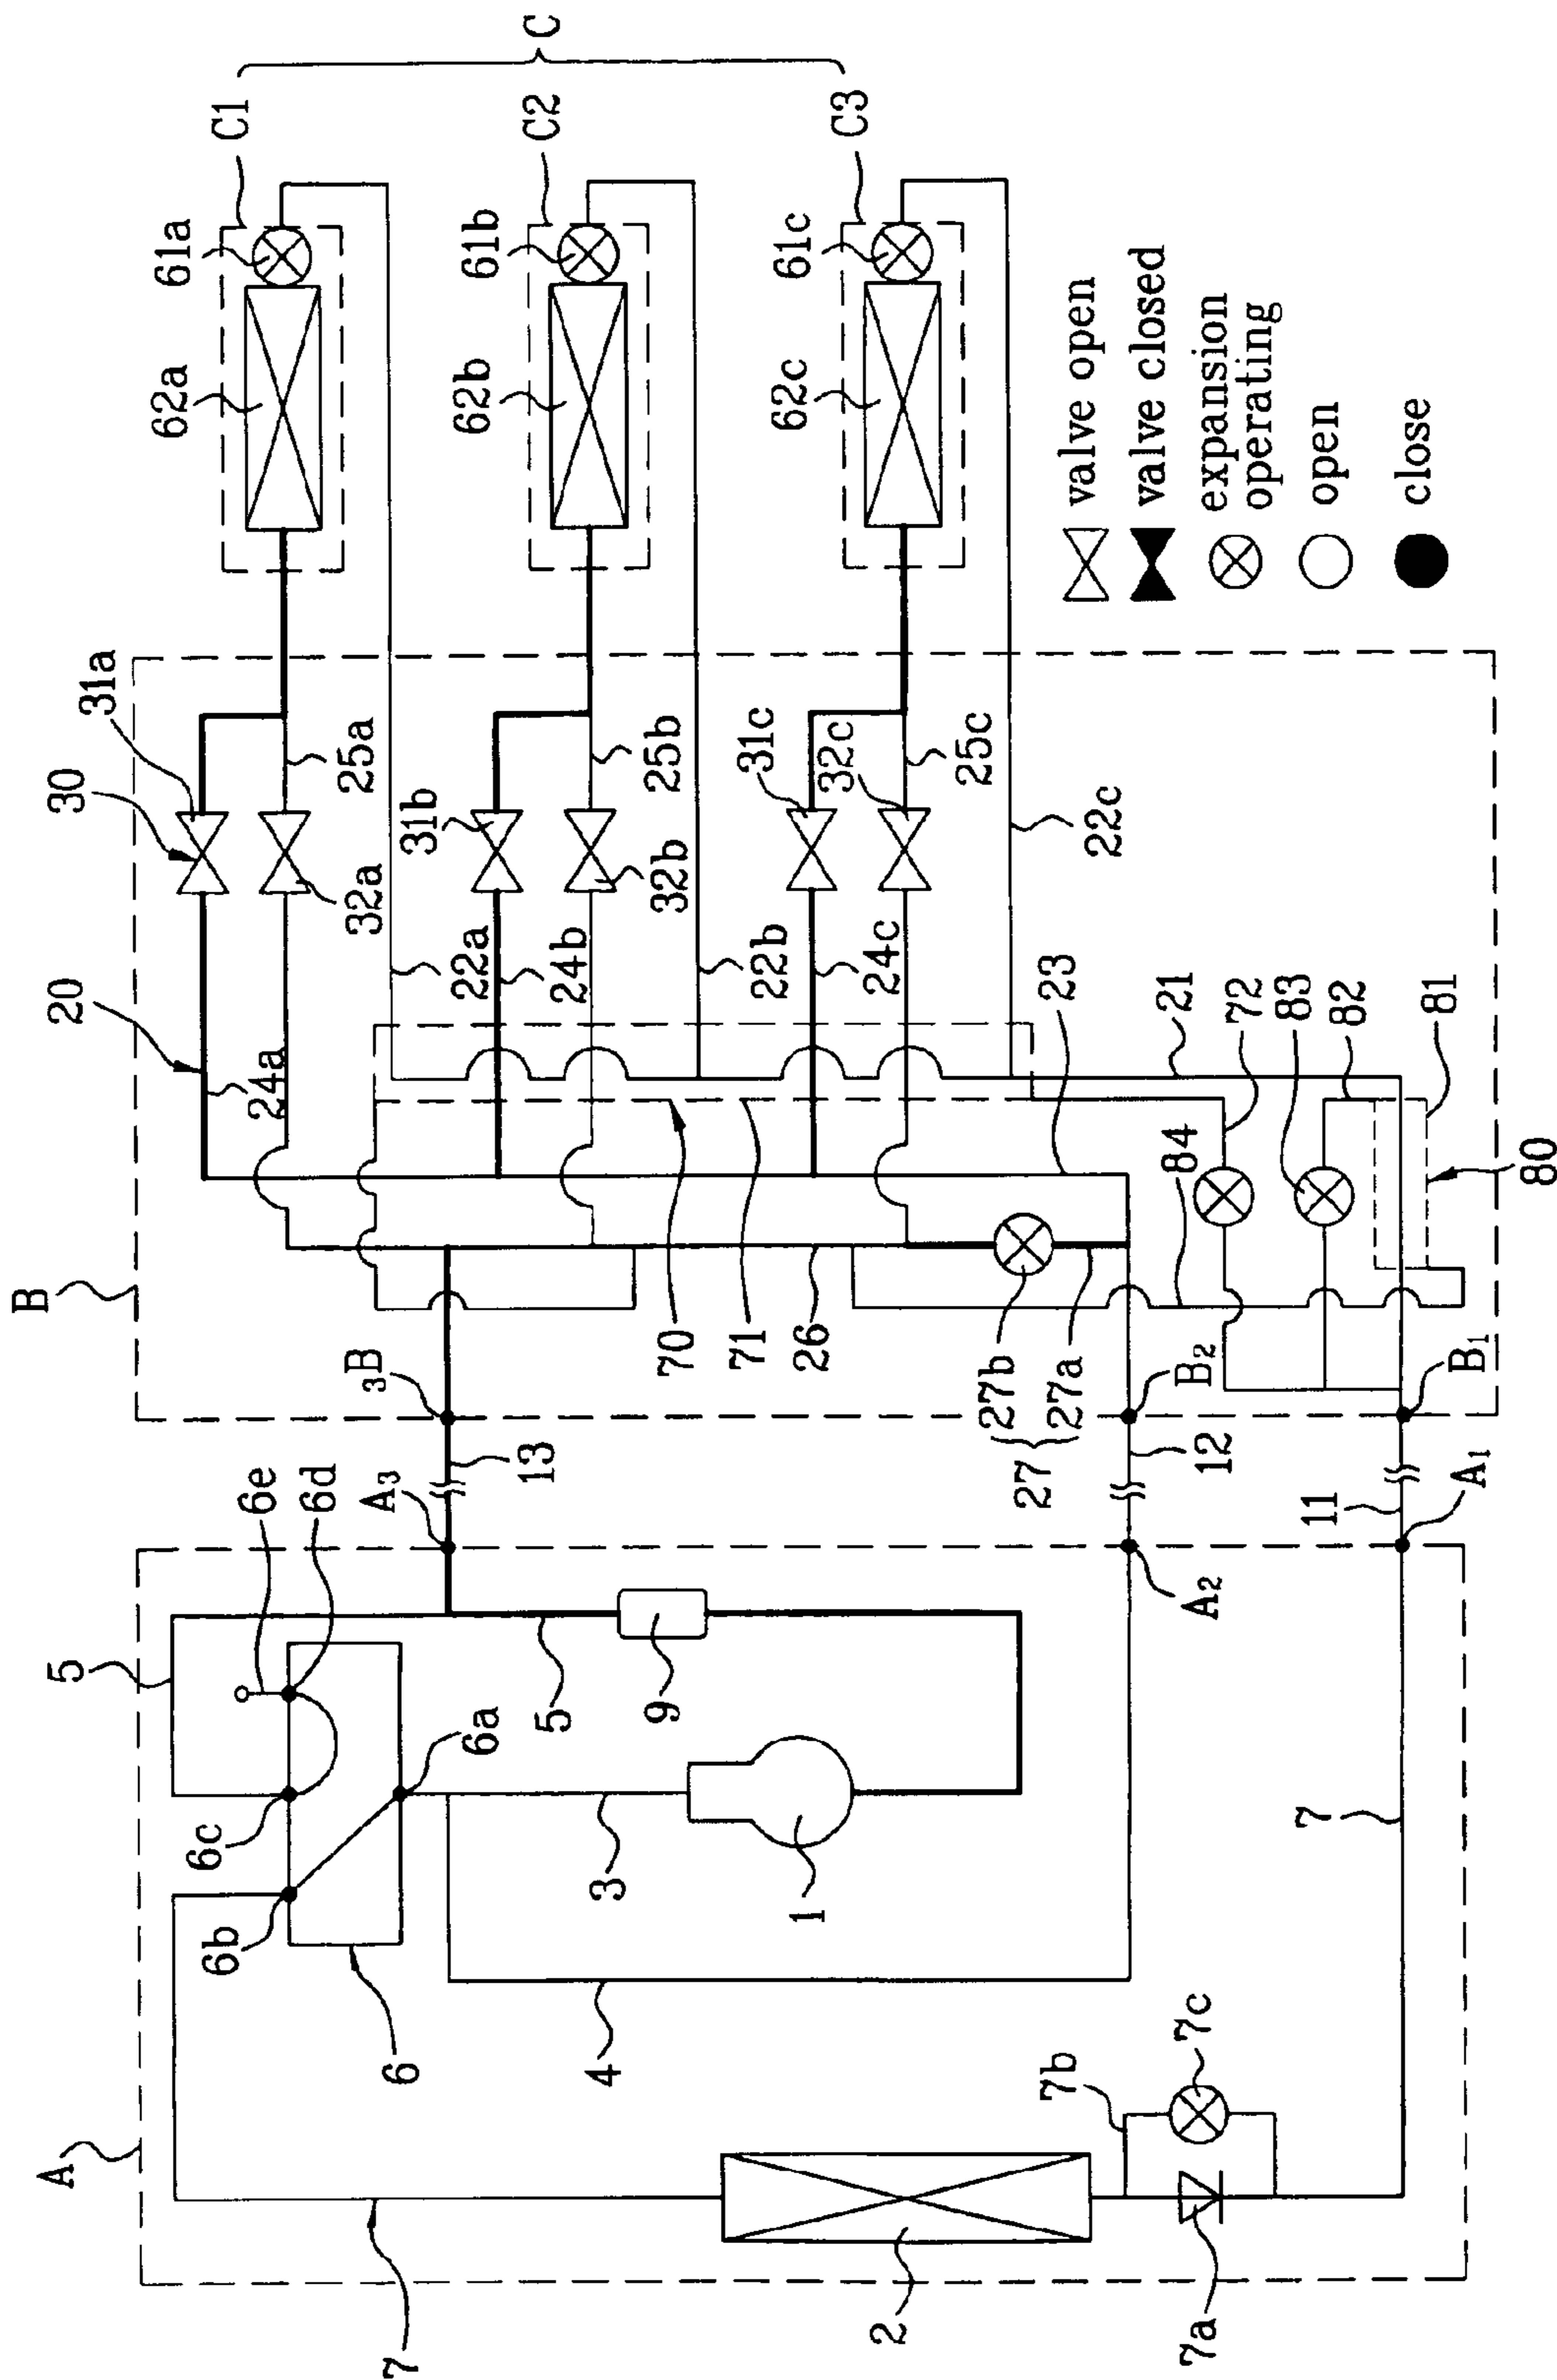 A
B
C
C1
C2
C3
61a
62a
61b
62b
61c
62c
valve open
valve closed
expansion
operating
open
close
20
30
31a
25a
32a
24a
31b
25b
32b
22a
24b
31c
32c
25c
22b
24c
22c
23
21
72
83
82
81
80
84
70
71
26
27b
27a
27
3B
B2
B1
13
12
11
A3
A2
A1
5
6e
6d
6c
6b
6a
6
5
9
3
1
4
7
7
2
7b
7c
7a